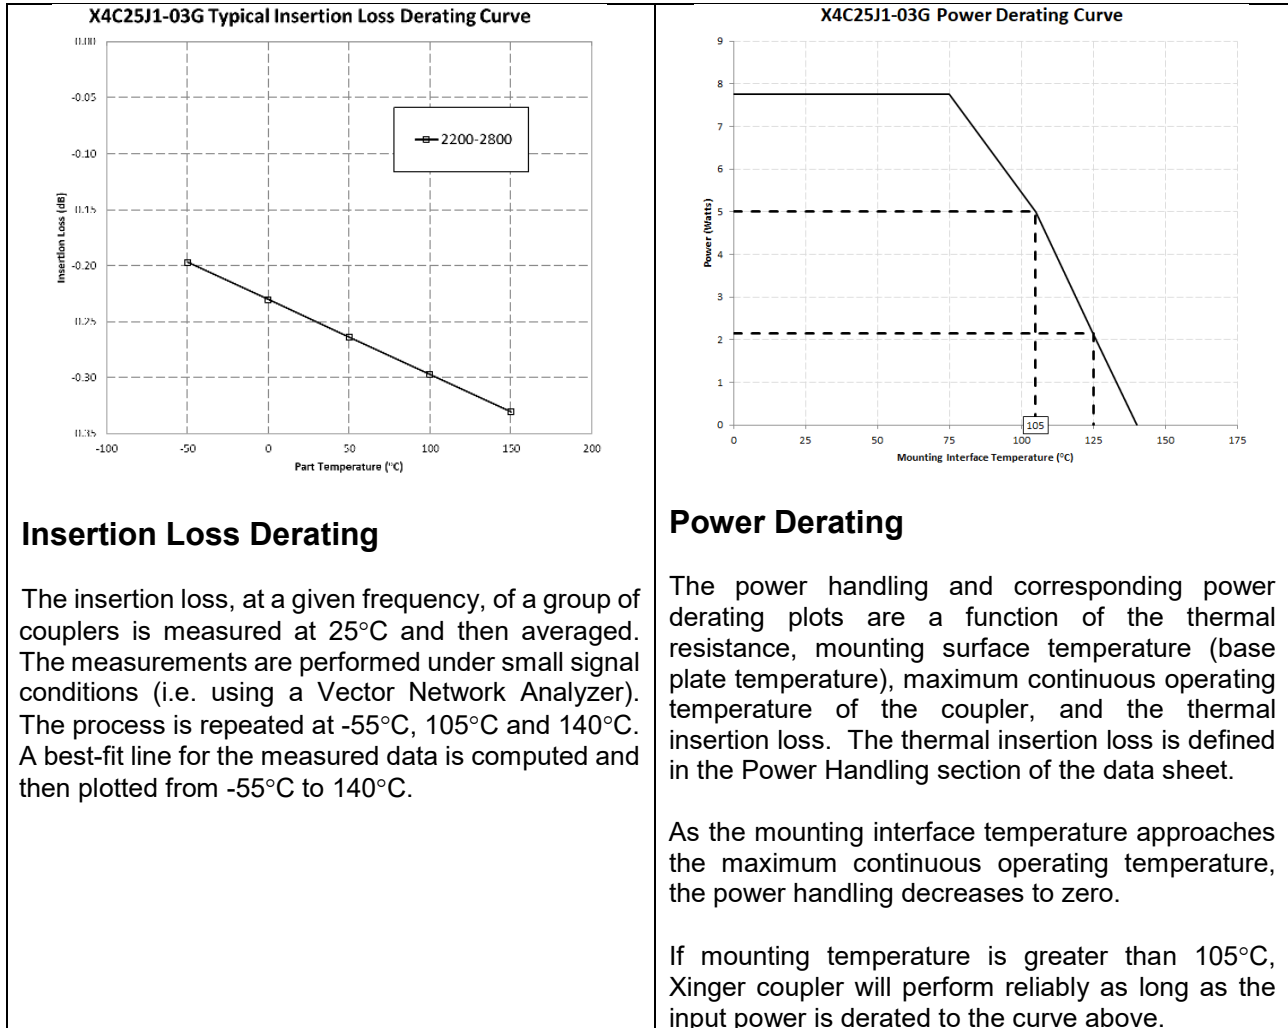 X4C25J1-03G Typical Insertion Loss Derating Curve
0.00
-0.05
-0.10
0.15
-0.20
0.25
-0.30
0.35
Insertion Loss (dB)
2200-2800
-100 -50 0 50 100 150 200
Part Temperature (°C)
Insertion Loss Derating
The insertion loss, at a given frequency, of a group of
couplers is measured at 25°C and then averaged.
The measurements are performed under small signal
conditions (i.e. using a Vector Network Analyzer).
The process is repeated at -55°C, 105°C and 140°C.
A best-fit line for the measured data is computed and
then plotted from -55°C to 140°C.
X4C25J1-03G Power Derating Curve
9
8
7
6
5
4
3
2
1
0
Power (Watts)
105
0 25 50 75 100 125 150 175
Mounting Interface Temperature (°C)
Power Derating
The power handling and corresponding power
derating plots are a function of the thermal
resistance, mounting surface temperature (base
plate temperature), maximum continuous operating
temperature of the coupler, and the thermal
insertion loss. The thermal insertion loss is defined
in the Power Handling section of the data sheet.
As the mounting interface temperature approaches
the maximum continuous operating temperature,
the power handling decreases to zero.
If mounting temperature is greater than 105°C,
Xinger coupler will perform reliably as long as the
input power is derated to the curve above.